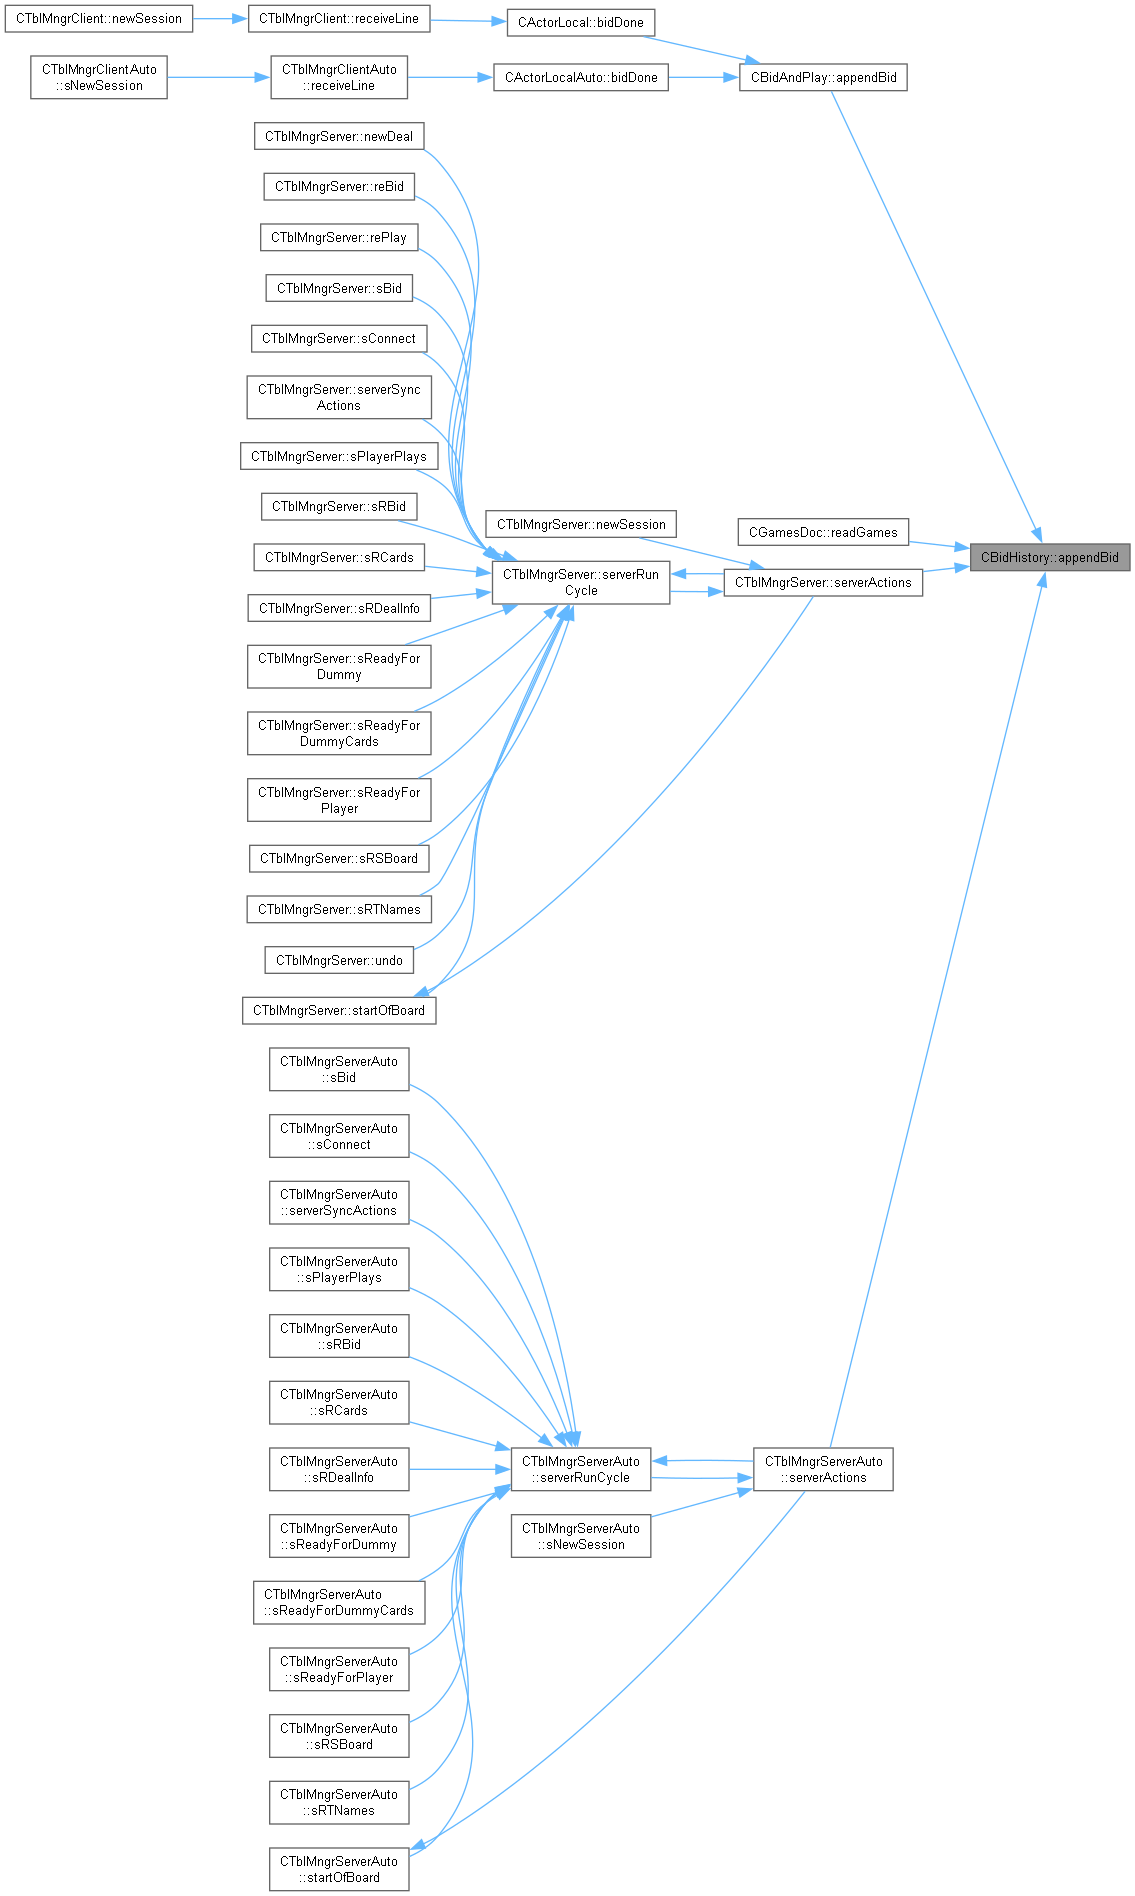 CTblMngrClient::newSession
CTblMngrClient::receiveLine
CActorLocal::bidDone
CTblMngrClientAuto
::sNewSession
CTblMngrClientAuto
::receiveLine
CActorLocalAuto::bidDone
CBidAndPlay::appendBid
CTblMngrServer::newDeal
CTblMngrServer::reBid
CTblMngrServer::rePlay
CTblMngrServer::sBid
CTblMngrServer::sConnect
CTblMngrServer::serverSync
Actions
CTblMngrServer::sPlayerPlays
CTblMngrServer::sRBid
CTblMngrServer::sRCards
CTblMngrServer::sRDealInfo
CTblMngrServer::sReadyFor
Dummy
CTblMngrServer::sReadyFor
DummyCards
CTblMngrServer::sReadyFor
Player
CTblMngrServer::sRSBoard
CTblMngrServer::sRTNames
CTblMngrServer::undo
CTblMngrServer::startOfBoard
CTblMngrServer::newSession
CTblMngrServer::serverRun
Cycle
CGamesDoc::readGames
CTblMngrServer::serverActions
CBidHistory::appendBid
CTblMngrServerAuto
::sBid
CTblMngrServerAuto
::sConnect
CTblMngrServerAuto
::serverSyncActions
CTblMngrServerAuto
::sPlayerPlays
CTblMngrServerAuto
::sRBid
CTblMngrServerAuto
::sRCards
CTblMngrServerAuto
::sRDealInfo
CTblMngrServerAuto
::sReadyForDummy
CTblMngrServerAuto
::sReadyForDummyCards
CTblMngrServerAuto
::sReadyForPlayer
CTblMngrServerAuto
::sRSBoard
CTblMngrServerAuto
::sRTNames
CTblMngrServerAuto
::startOfBoard
CTblMngrServerAuto
::serverRunCycle
CTblMngrServerAuto
::sNewSession
CTblMngrServerAuto
::serverActions